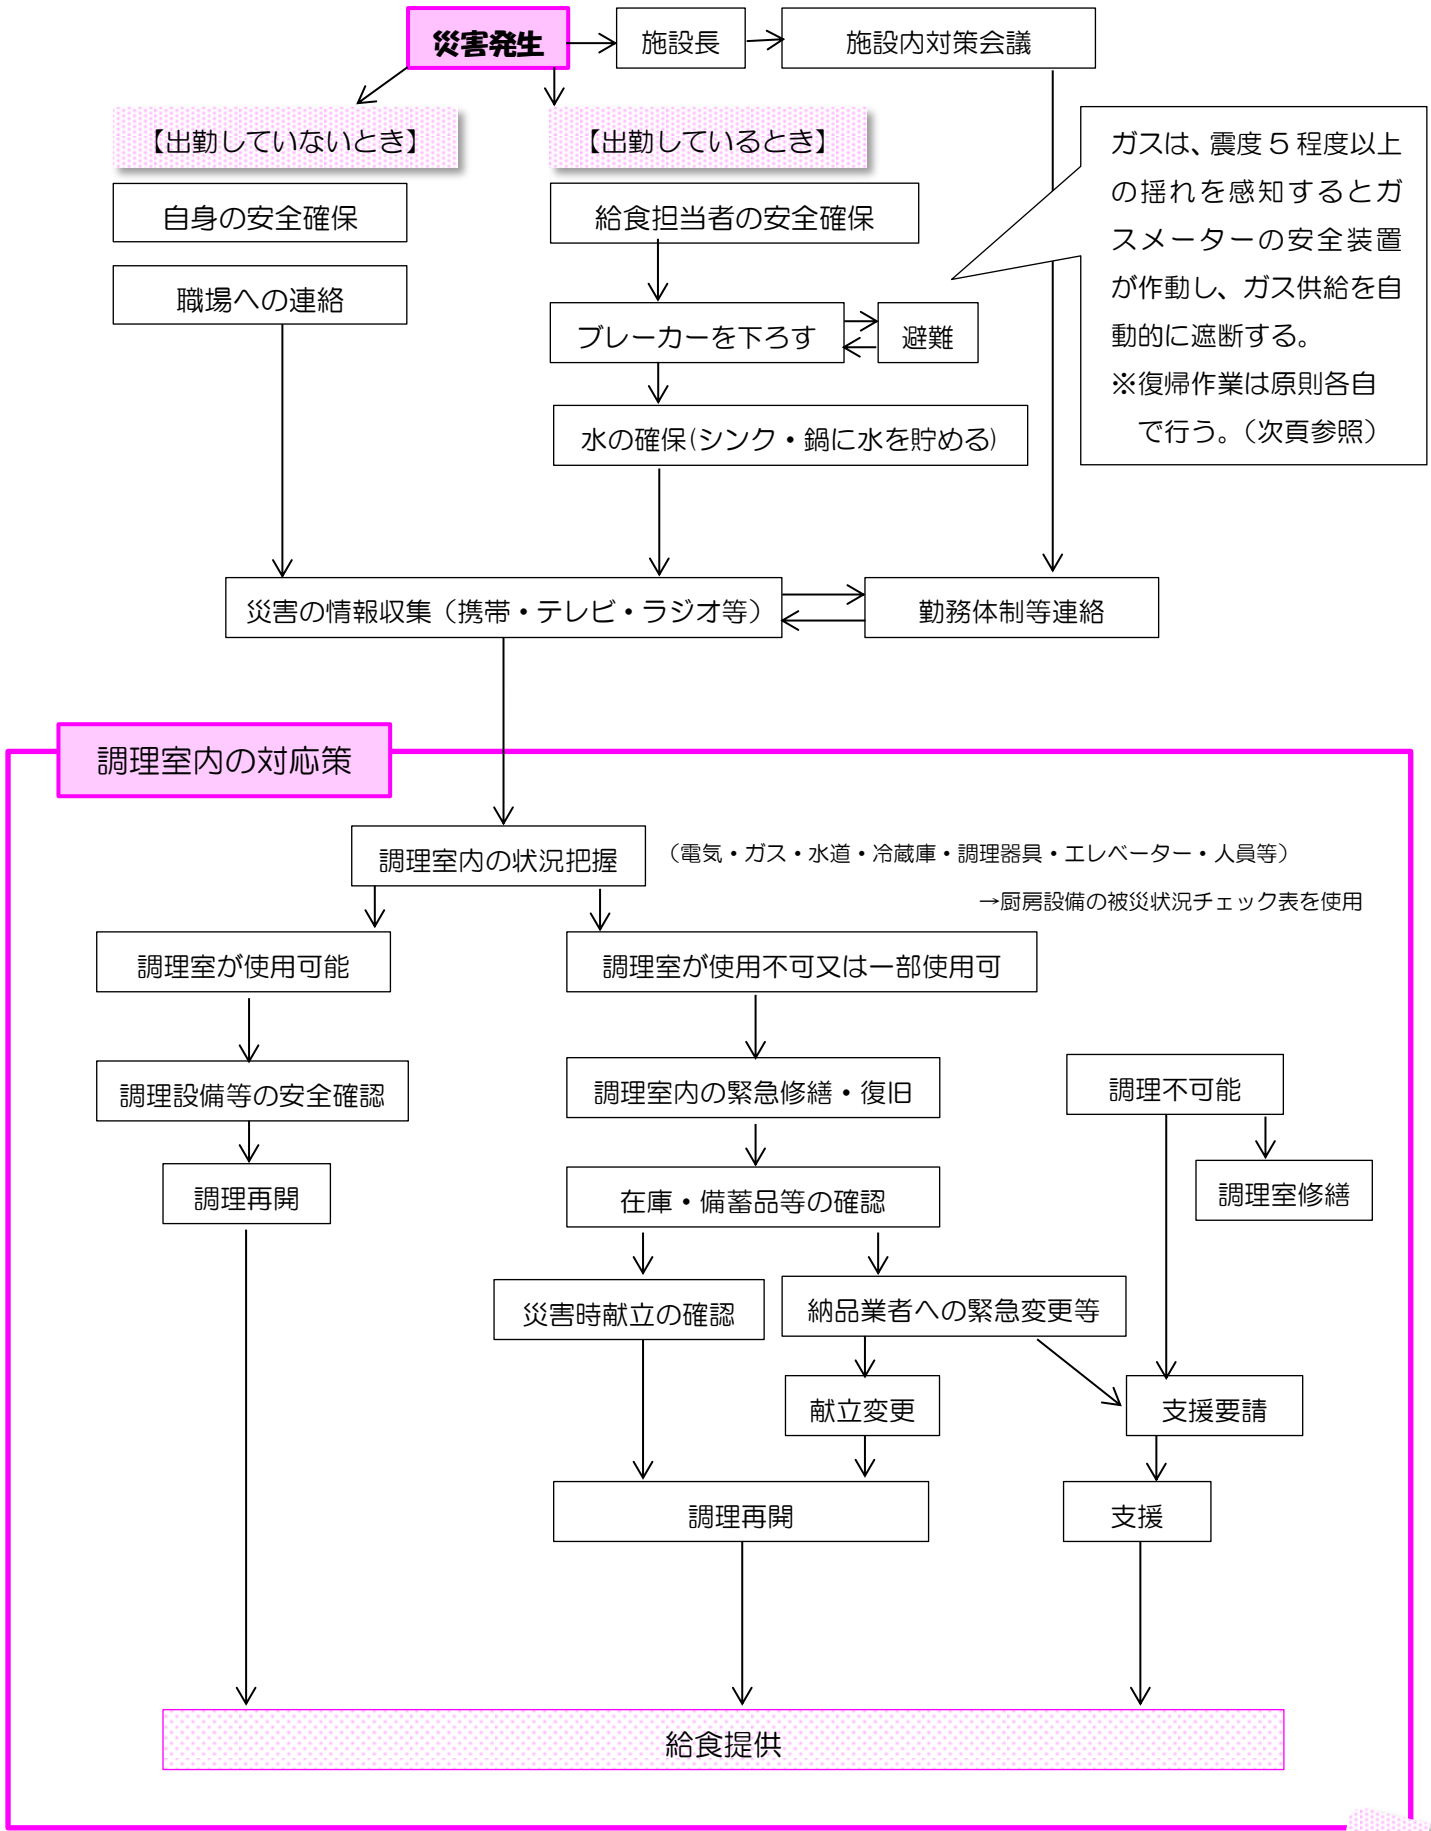 災害発生
施設長
施設内対策会議
【出勤していないとき】
【出勤しているとき】
自身の安全確保
給食担当者の安全確保
職場への連絡
ブレーカーを下ろす
避難
水の確保(シンク・鍋に水を貯める)
ガスは、震度5程度以上
の揺れを感知するとガ
スメーターの安全装置
が作動し、ガス供給を自
動的に遮断する。
※復帰作業は原則各自
で行う。(次頁参照)
災害の情報収集(携帯・テレビ・ラジオ等)
勤務体制等連絡
調理室内の対応策
調理室内の状況把握
(電気・ガス・水道・冷蔵庫・調理器具・エレベーター・人員等)
→厨房設備の被災状況チェック表を使用
調理室が使用可能
調理室が使用不可又は一部使用可
調理設備等の安全確認
調理室内の緊急修繕・復旧
調理不可能
調理再開
在庫・備蓄品等の確認
調理室修繕
災害時献立の確認
納品業者への緊急変更等
献立変更
支援要請
調理再開
支援
給食提供